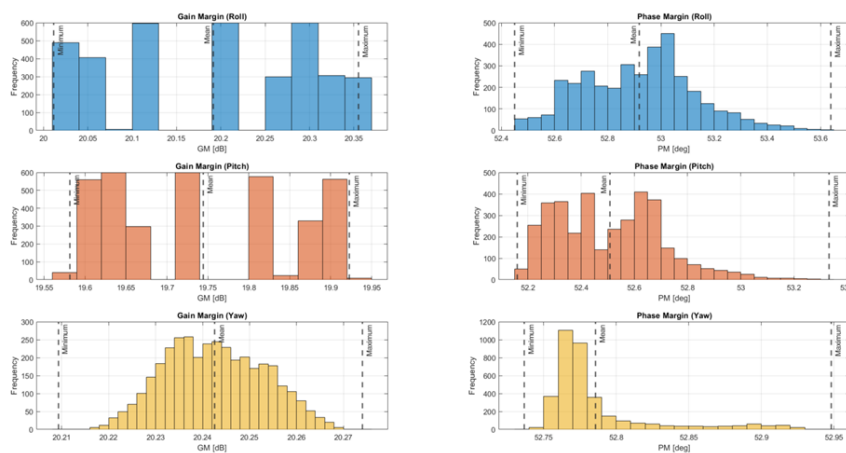 Gain Margin (Roll)
600
500
400
300
200
100
0
Frequency
Minimum
Mean
Maximum
20 20.05 20.1 20.15 20.2 20.25 20.3 20.35
GM [dB]
Phase Margin (Roll)
500
400
300
200
100
0
Frequency
Minimum
Mean
Maximum
52.4 52.6 52.8 53 53.2 53.4 53.6
PM [deg]
Gain Margin (Pitch)
600
500
400
300
200
100
0
Frequency
Minimum
Mean
Maximum
19.55 19.6 19.65 19.7 19.75 19.8 19.85 19.9 19.95
GM [dB]
Phase Margin (Pitch)
500
400
300
200
100
0
Frequency
Minimum
Mean
Maximum
52.2 52.4 52.6 52.8 53 53.2
PM [deg]
Gain Margin (Yaw)
300
250
200
150
100
50
0
Frequency
Minimum
Mean
Maximum
20.21 20.22 20.23 20.24 20.25 20.26 20.27
GM [dB]
Phase Margin (Yaw)
1200
1000
800
600
400
200
0
Frequency
Minimum
Mean
Maximum
52.75 52.8 52.85 52.9 52.95
PM [deg]